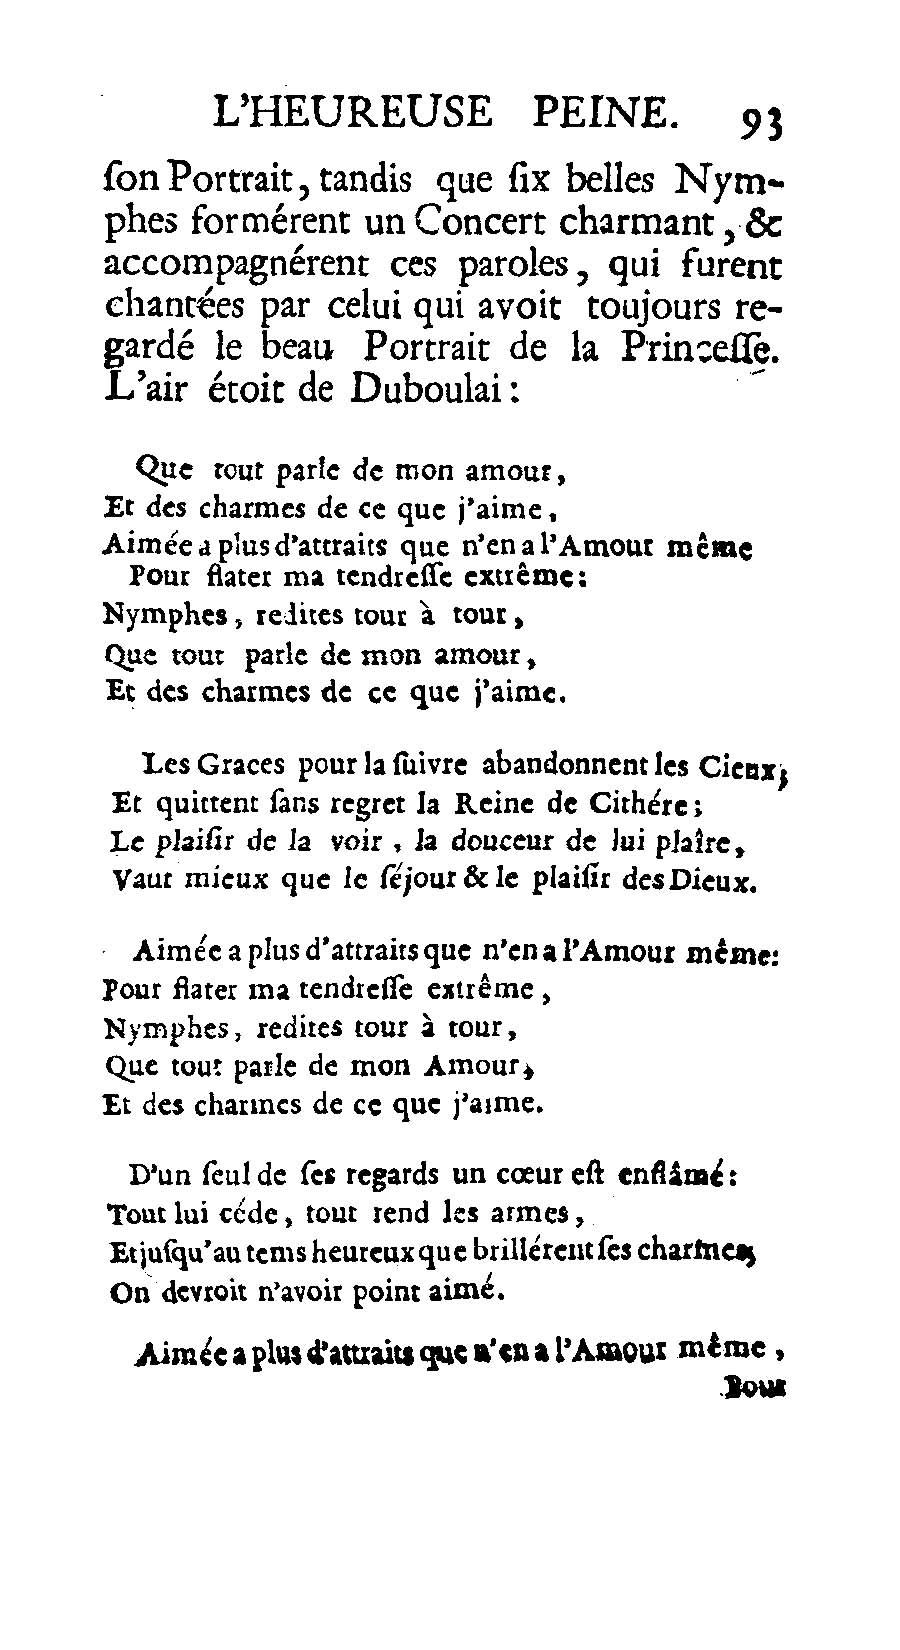 L'HEUREUSE PEINE. 93
ſon Portrait, tandis que ſix belles Nym-
phes formérent un Concert charmant, &
accompagnérent ces paroles, qui furent
chantées par celui qui avoit toujours re-
gardé le beau Portrait de la Princeſſe.
L'air étoit de Duboulai :
Que tout parle de mon amour,
Et des charmes de ce que j'aime,
Aimée a plus d'attraits que n'en a l'Amour même
Pour flater ma tendreſſe extrême:
Nymphes, redites tour à tour,
Que tout parle de mon amour,
Et des charmes de ce que j'aime.
Les Graces pour la ſuivre abandonnent les Cieux;
Et quittent ſans regret la Reine de Cithére;
Le plaiſir de la voir, la douceur de lui plaîre,
Vaut mieux que le ſéjour & le plaiſir des Dieux.
Aimée a plus d'attraits que n'en a l'Amour même:
Pour flater ma tendreſſe extrême,
Nymphes, redites tour à tour,
Que tout parle de mon Amour,
Et des charmes de ce que j'aime.
D'un ſeul de ſes regards un cœur eſt enflâmé:
Tout lui céde, tout rend les armes,
Et juſqu'au tems heureux que brillérent ſes charmes,
On devroit n'avoir point aimé.
Aimée a plus d'attraits que n'en a l'Amour même,
Pour